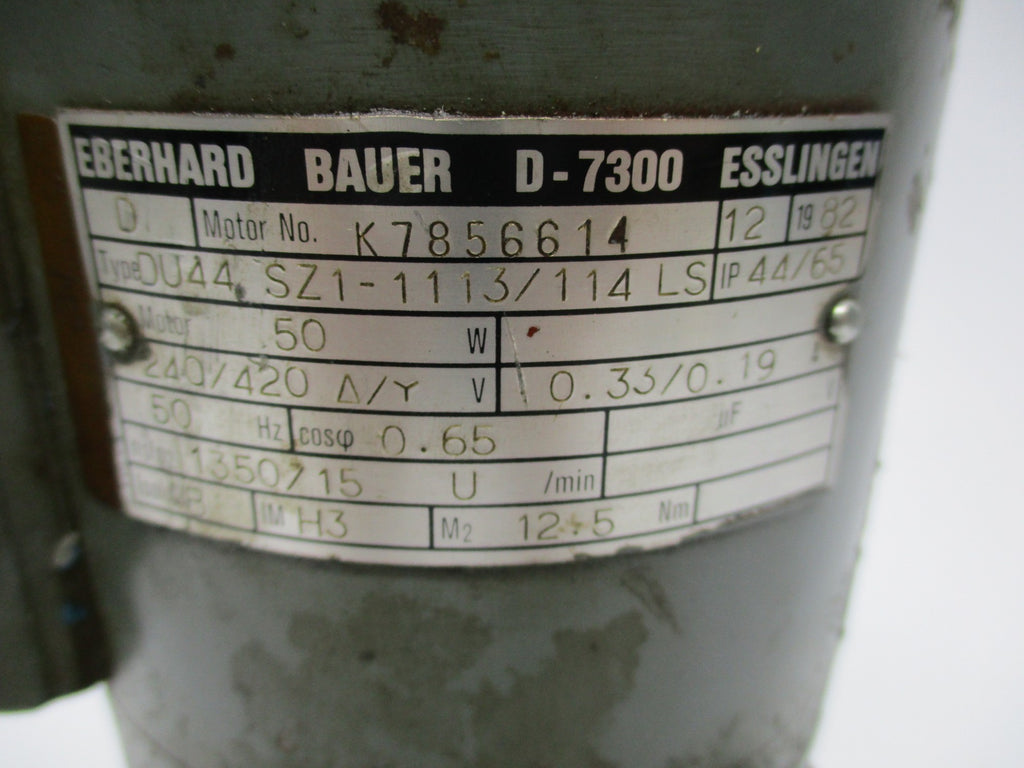 EBERHARD BAUER D-7300 ESSLINGEN
D. Motor No. K7856614 12 1982
Type DU44. SZ1-1113/114 LS IP 44/65
Motor 50 W
240/420 Δ/Y V 0.33/0.19
50 Hz cosφ 0.65 µF V
1350/15 U /min
IM H3 M2 12.5 Nm